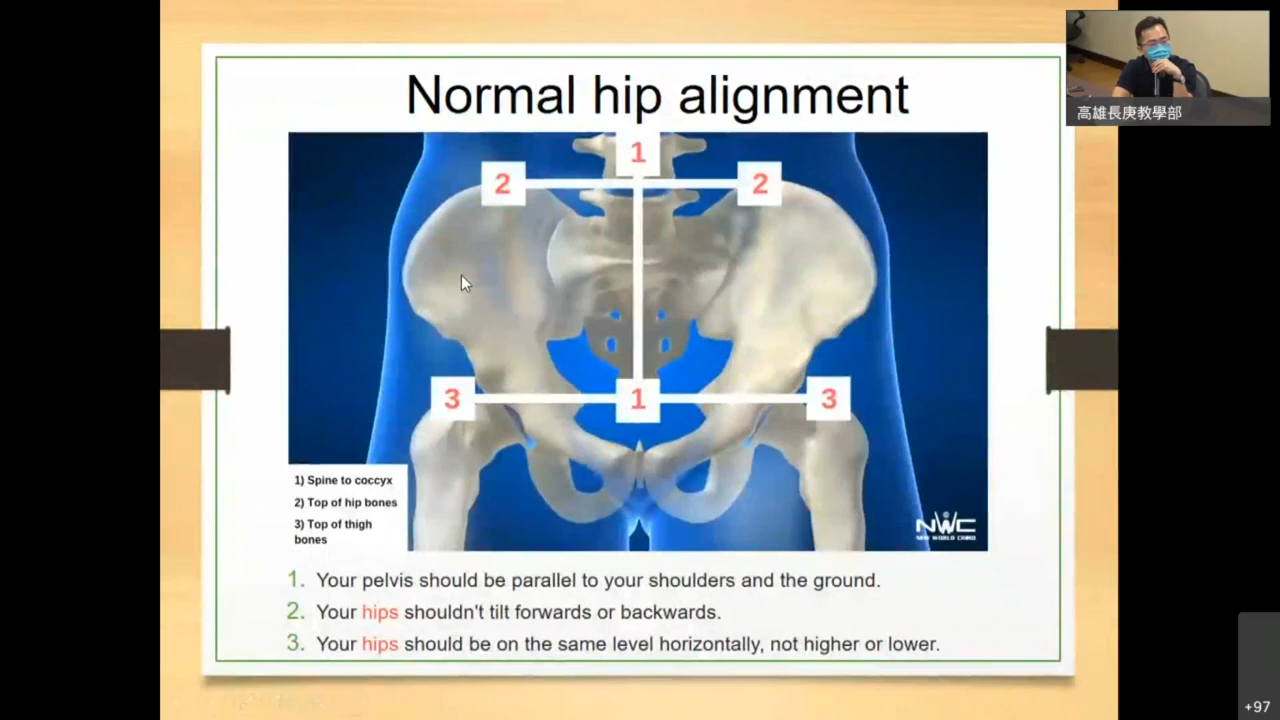 Normal hip alignment
高雄長庚教學部
1
2
2
3
1
3
1) Spine to coccyx
2) Top of hip bones
3) Top of thigh
bones
NWC
NEW WORLD CHIRO
1. Your pelvis should be parallel to your shoulders and the ground.
2. Your hips shouldn't tilt forwards or backwards.
3. Your hips should be on the same level horizontally, not higher or lower.
+97